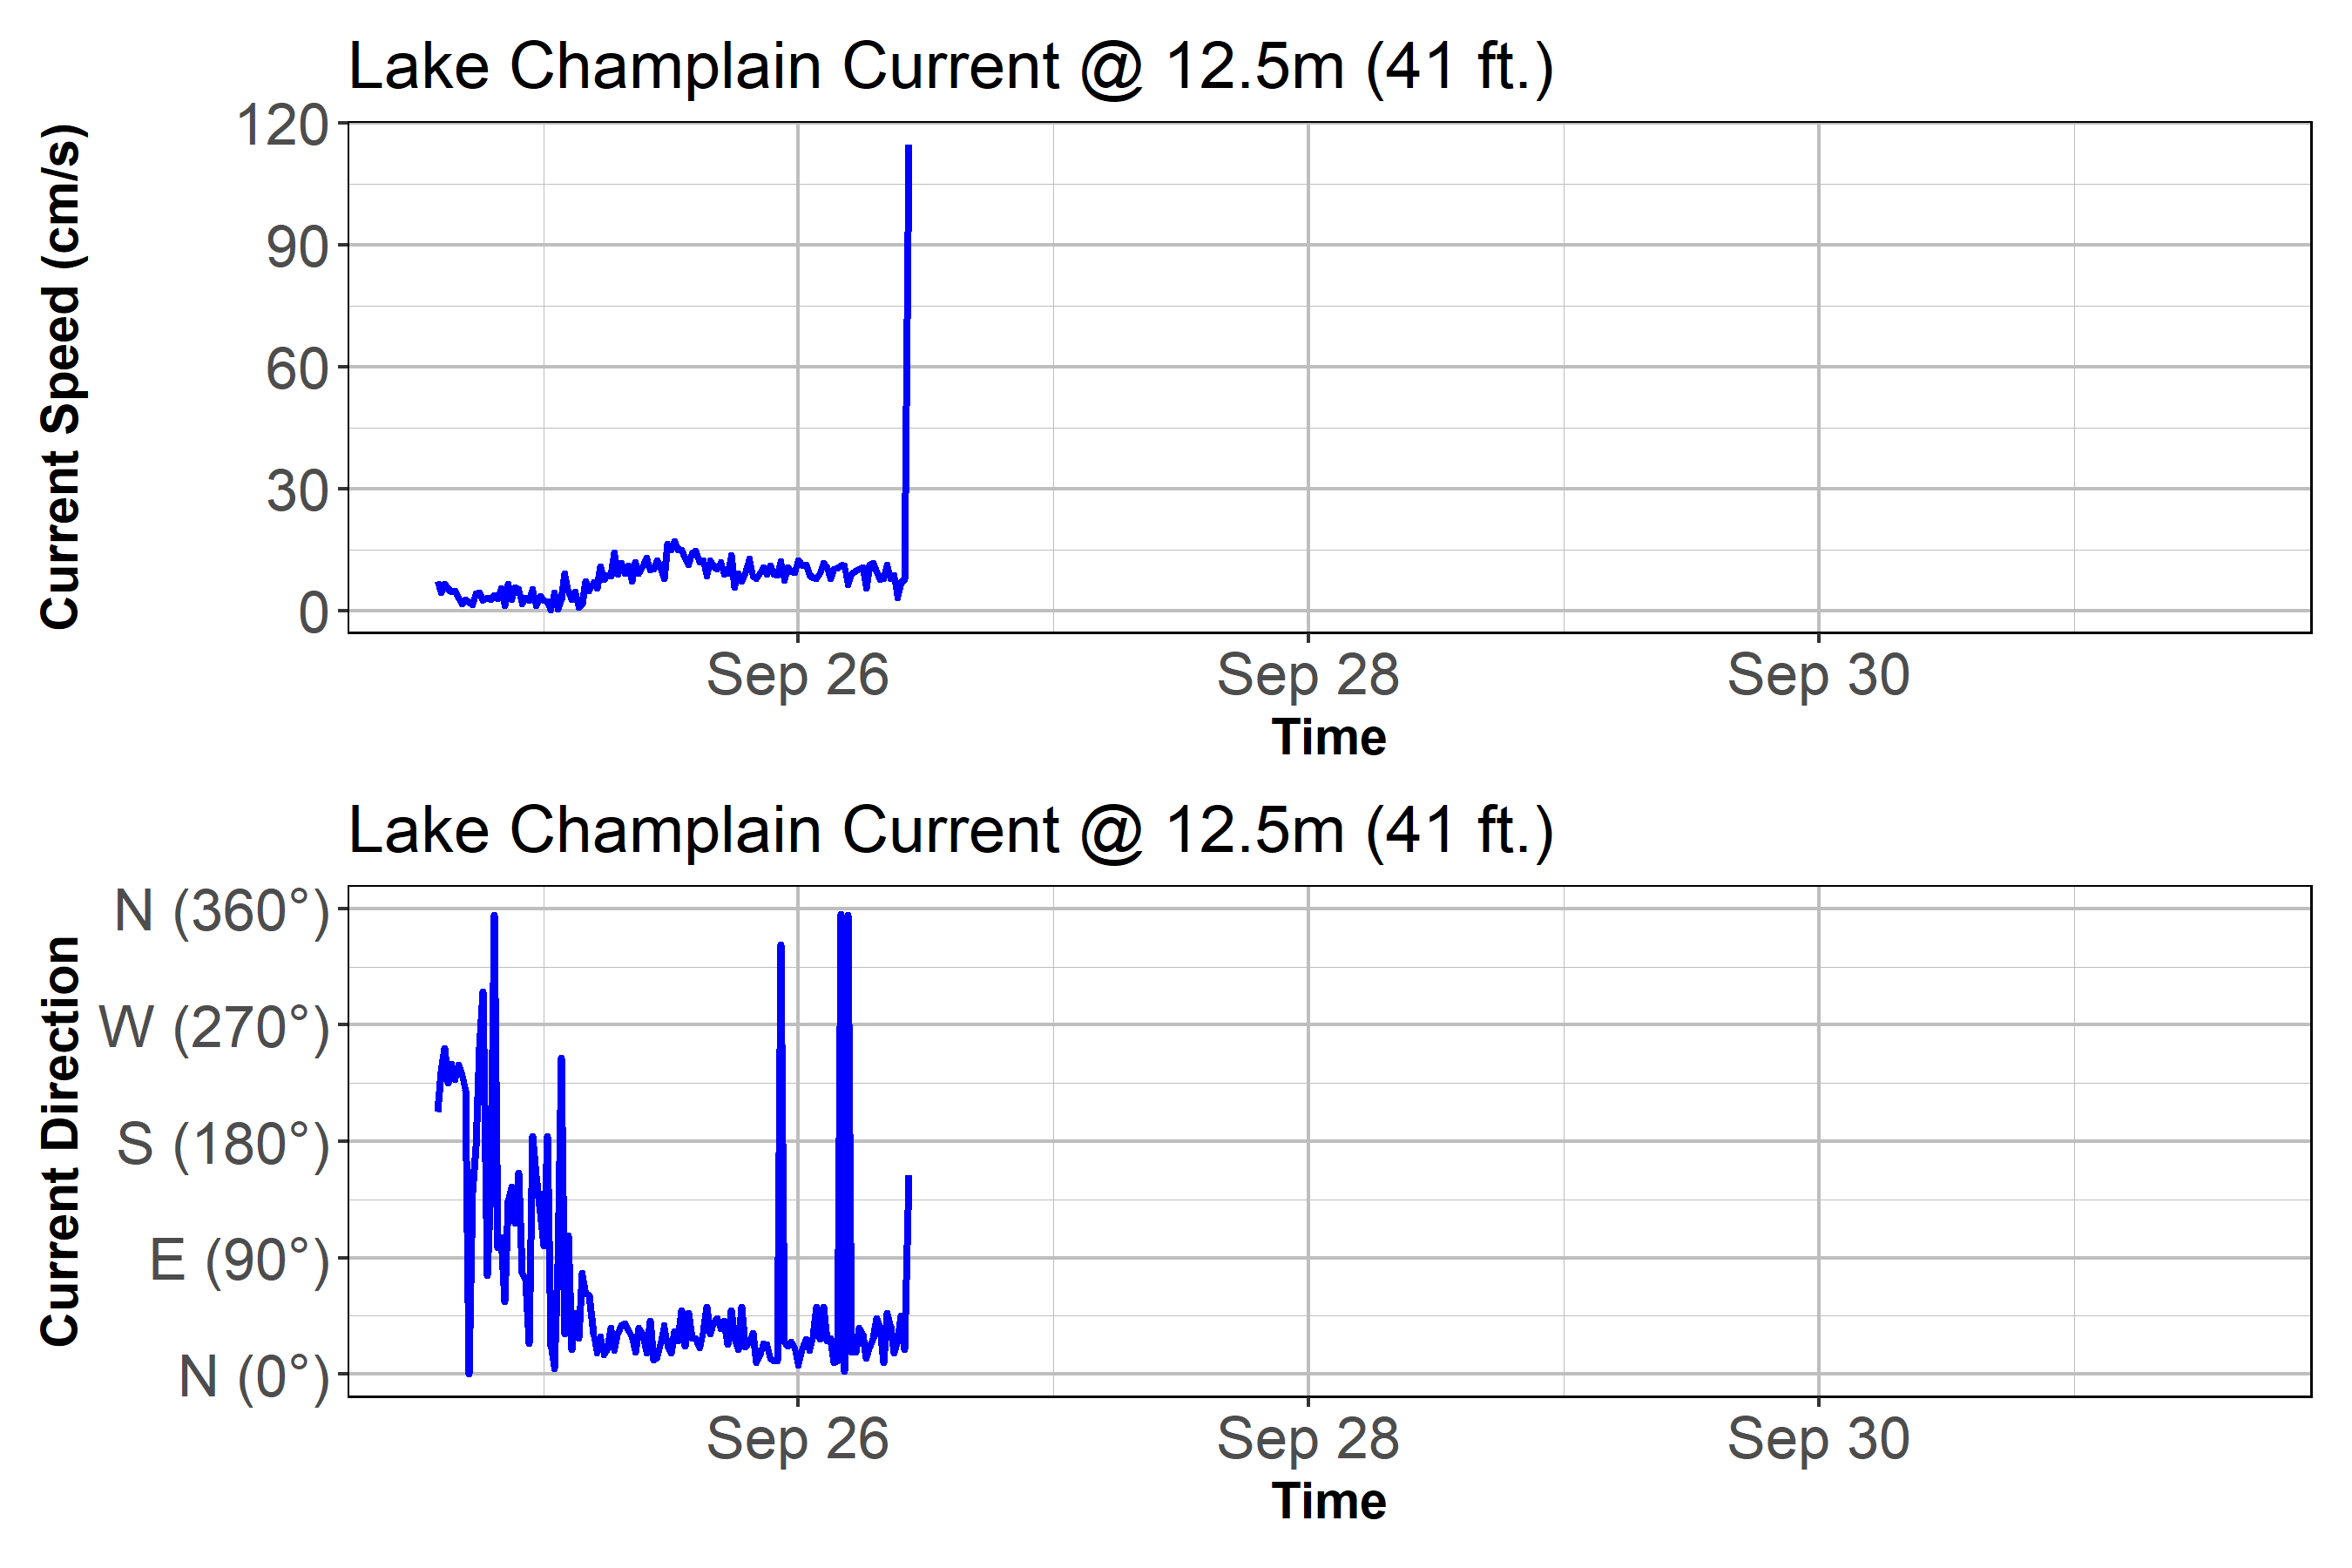 Lake Champlain Current @ 12.5m (41 ft.)
Current Speed (cm/s)
120
90
60
30
0
Sep 26
Sep 28
Sep 30
Time
Lake Champlain Current @ 12.5m (41 ft.)
Current Direction
N (360°)
W (270°)
S (180°)
E (90°)
N (0°)
Sep 26
Sep 28
Sep 30
Time